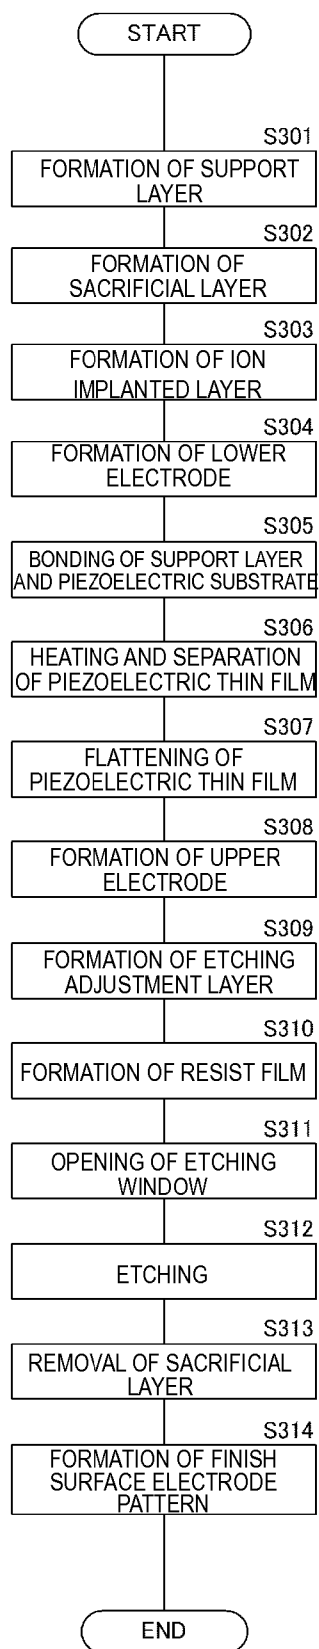 START
S301
FORMATION OF SUPPORT
LAYER
S302
FORMATION OF
SACRIFICIAL LAYER
S303
FORMATION OF ION
IMPLANTED LAYER
S304
FORMATION OF LOWER
ELECTRODE
S305
BONDING OF SUPPORT LAYER
AND PIEZOELECTRIC SUBSTRATE
S306
HEATING AND SEPARATION
OF PIEZOELECTRIC THIN FILM
S307
FLATTENING OF
PIEZOELECTRIC THIN FILM
S308
FORMATION OF UPPER
ELECTRODE
S309
FORMATION OF ETCHING
ADJUSTMENT LAYER
S310
FORMATION OF RESIST FILM
S311
OPENING OF ETCHING
WINDOW
S312
ETCHING
S313
REMOVAL OF SACRIFICIAL
LAYER
S314
FORMATION OF FINISH
SURFACE ELECTRODE
PATTERN
END